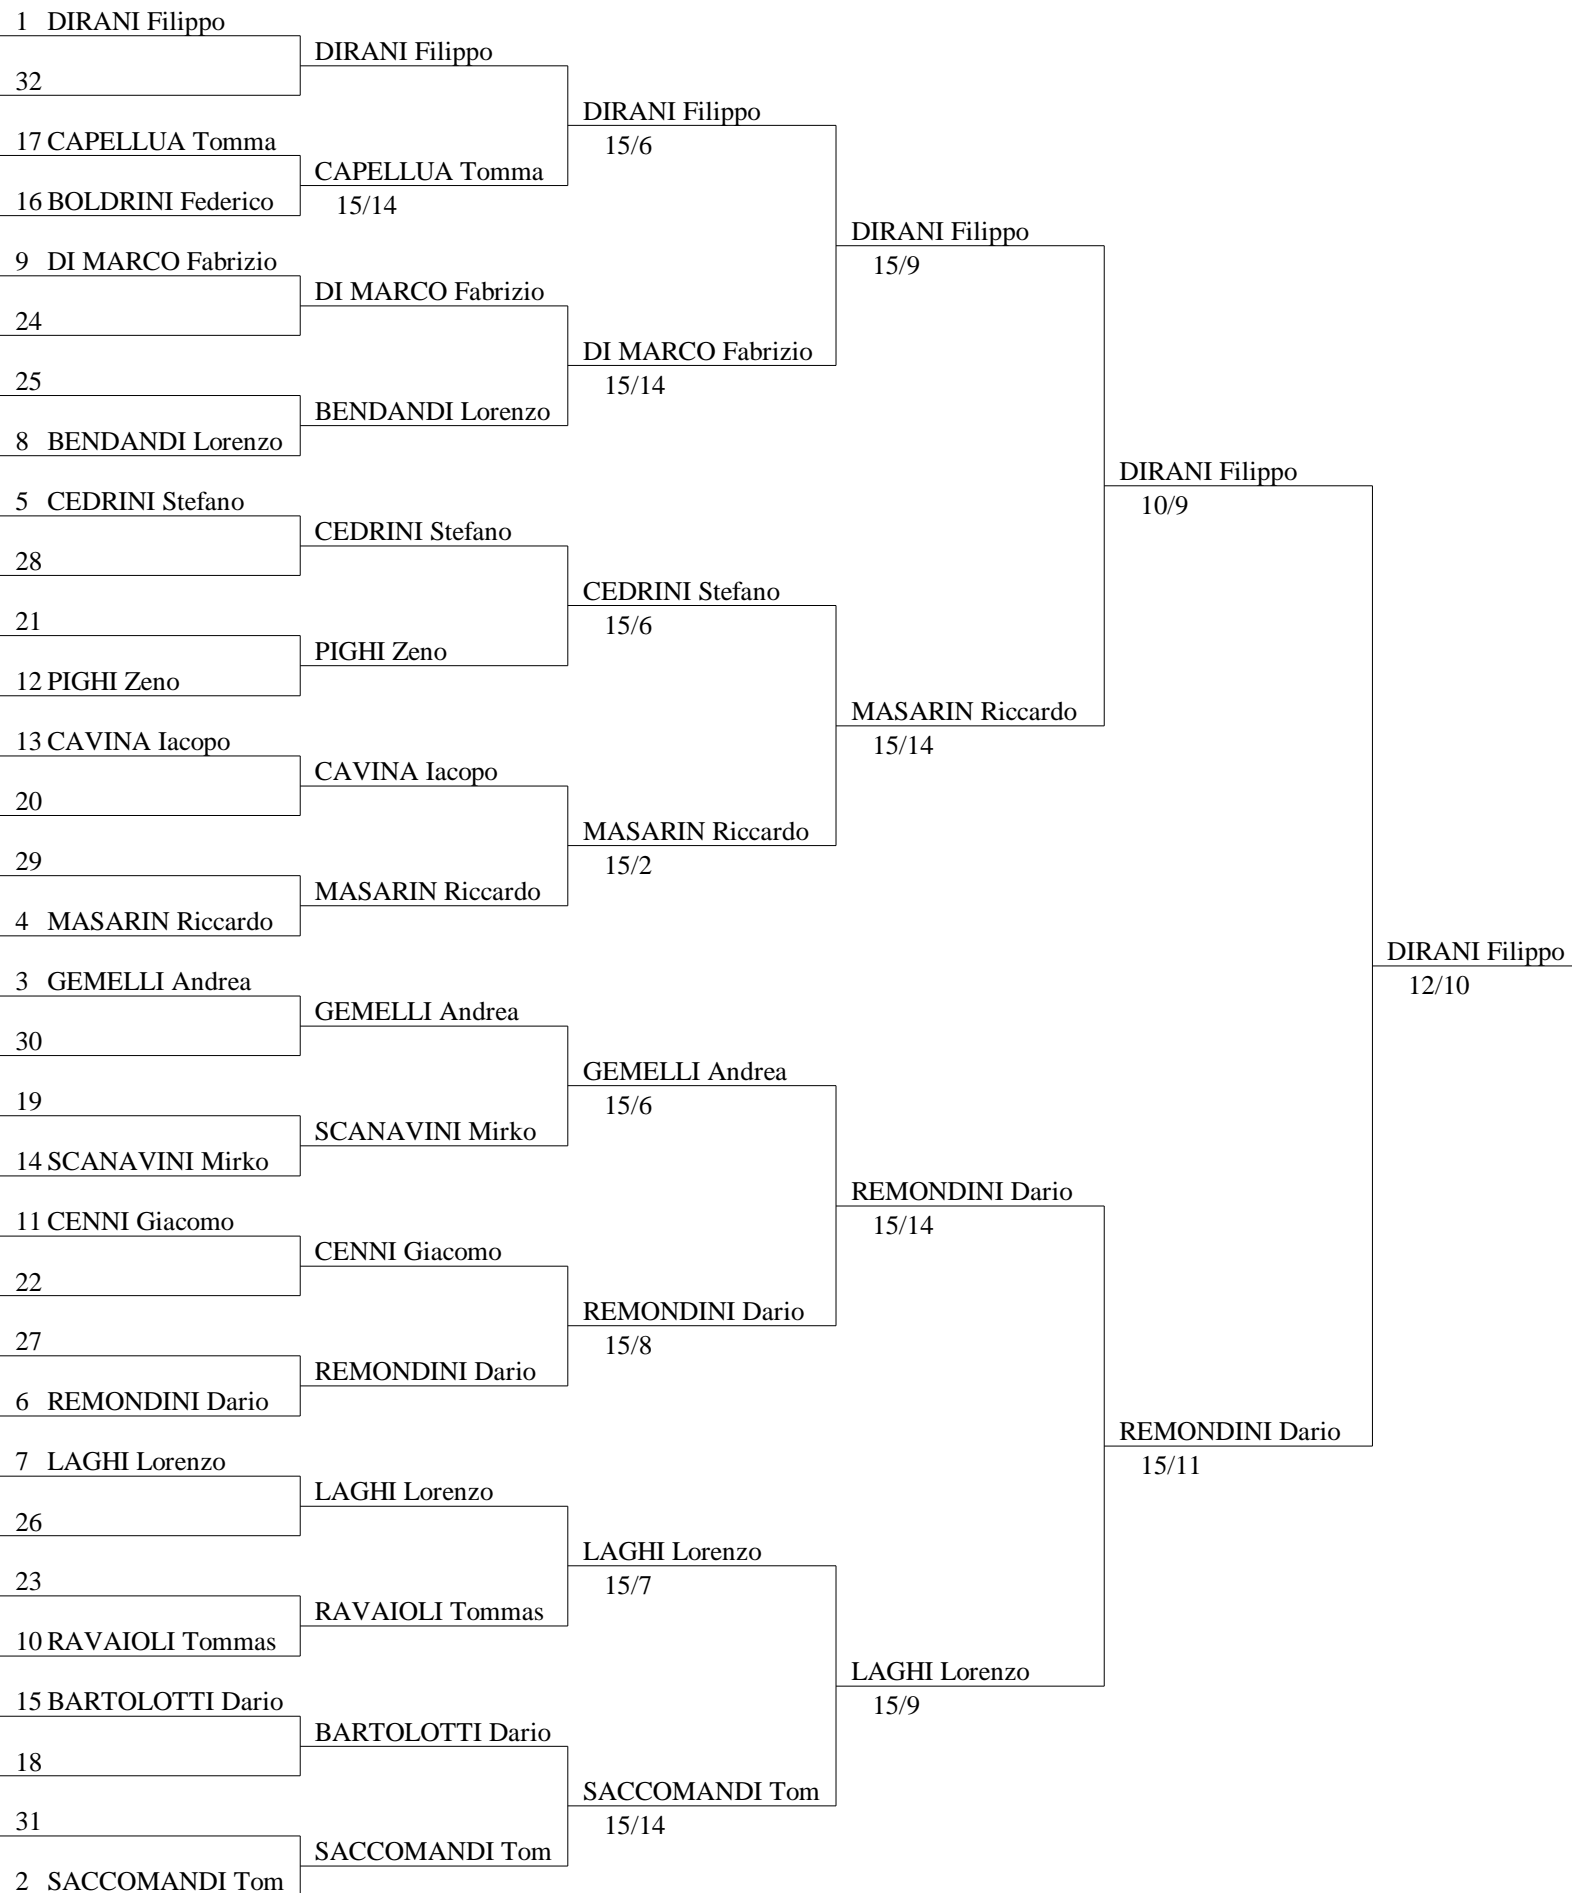 1 DIRANI Filippo
DIRANI Filippo
32
DIRANI Filippo
17 CAPELLUA Tomma
15/6
CAPELLUA Tomma
16 BOLDRINI Federico
15/14
DIRANI Filippo
9 DI MARCO Fabrizio
15/9
DI MARCO Fabrizio
24
DI MARCO Fabrizio
25
15/14
BENDANDI Lorenzo
8 BENDANDI Lorenzo
DIRANI Filippo
5 CEDRINI Stefano
10/9
CEDRINI Stefano
28
CEDRINI Stefano
21
15/6
PIGHI Zeno
12 PIGHI Zeno
MASARIN Riccardo
13 CAVINA Iacopo
15/14
CAVINA Iacopo
20
MASARIN Riccardo
29
15/2
MASARIN Riccardo
4 MASARIN Riccardo
DIRANI Filippo
3 GEMELLI Andrea
12/10
GEMELLI Andrea
30
GEMELLI Andrea
19
15/6
SCANAVINI Mirko
14 SCANAVINI Mirko
REMONDINI Dario
11 CENNI Giacomo
15/14
CENNI Giacomo
22
REMONDINI Dario
27
15/8
REMONDINI Dario
6 REMONDINI Dario
REMONDINI Dario
7 LAGHI Lorenzo
15/11
LAGHI Lorenzo
26
LAGHI Lorenzo
23
15/7
RAVAIOLI Tommas
10 RAVAIOLI Tommas
LAGHI Lorenzo
15 BARTOLOTTI Dario
15/9
BARTOLOTTI Dario
18
SACCOMANDI Tom
31
15/14
SACCOMANDI Tom
2 SACCOMANDI Tom